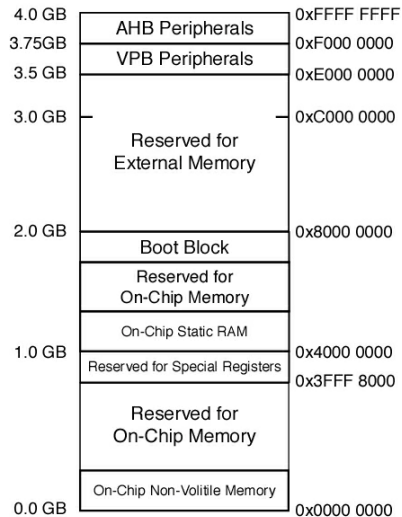 4.0 GB AHB Peripherals 0xFFFF FFFF
3.75GB 0xF000 0000
VPB Peripherals
3.5 GB 0xE000 0000
3.0 GB 0xC000 0000
Reserved for
External Memory
2.0 GB 0x8000 0000
Boot Block
Reserved for
On-Chip Memory
On-Chip Static RAM
1.0 GB 0x4000 0000
Reserved for Special Registers
0x3FFF 8000
Reserved for
On-Chip Memory
On-Chip Non-Volitile Memory
0.0 GB 0x0000 0000